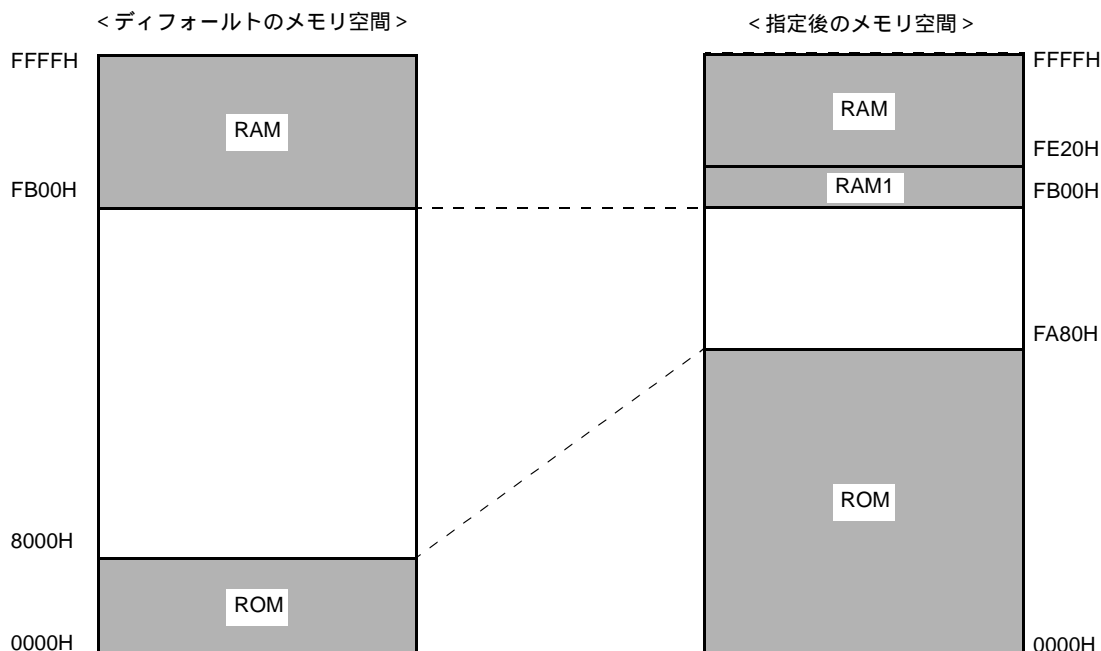 <ディフォールトのメモリ空間>
FFFFH
RAM
FB00H
8000H
ROM
0000H
<指定後のメモリ空間>
FFFFH
RAM
FE20H
RAM1
FB00H
FA80H
ROM
0000H